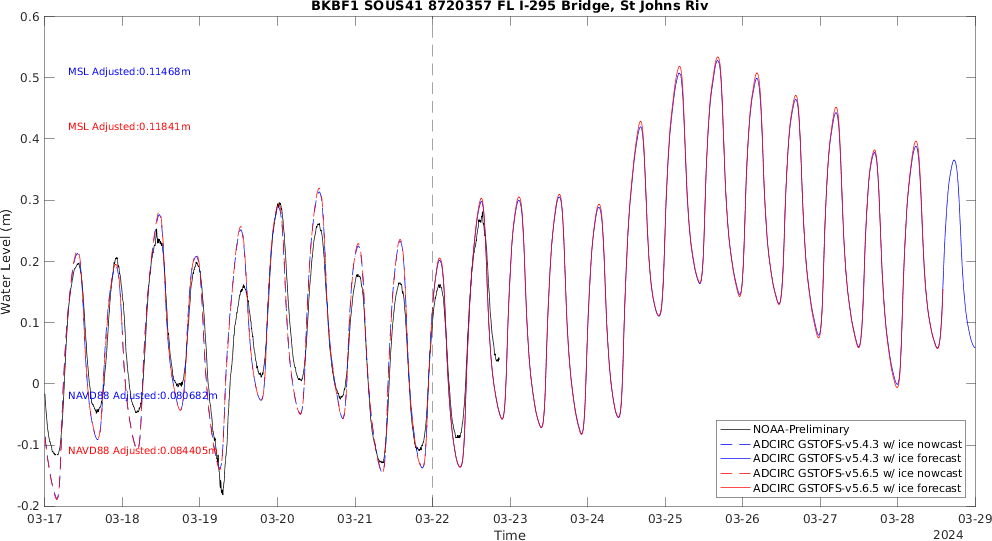 BKBF1 SOUS41 8720357 FL I-295 Bridge, St Johns Riv
0.6
0.5
0.4
0.3
0.2
0.1
0
-0.1
-0.2
Water Level (m)
MSL Adjusted:0.11468m
MSL Adjusted:0.11841m
NAVD88 Adjusted:0.080682m
NAVD88 Adjusted:0.084405m
NOAA-Preliminary
ADCIRC GSTOFS-v5.4.3 w/ ice nowcast
ADCIRC GSTOFS-v5.4.3 w/ ice forecast
ADCIRC GSTOFS-v5.6.5 w/ ice nowcast
ADCIRC GSTOFS-v5.6.5 w/ ice forecast
03-17 03-18 03-19 03-20 03-21 03-22 03-23 03-24 03-25 03-26 03-27 03-28 03-29
Time
2024